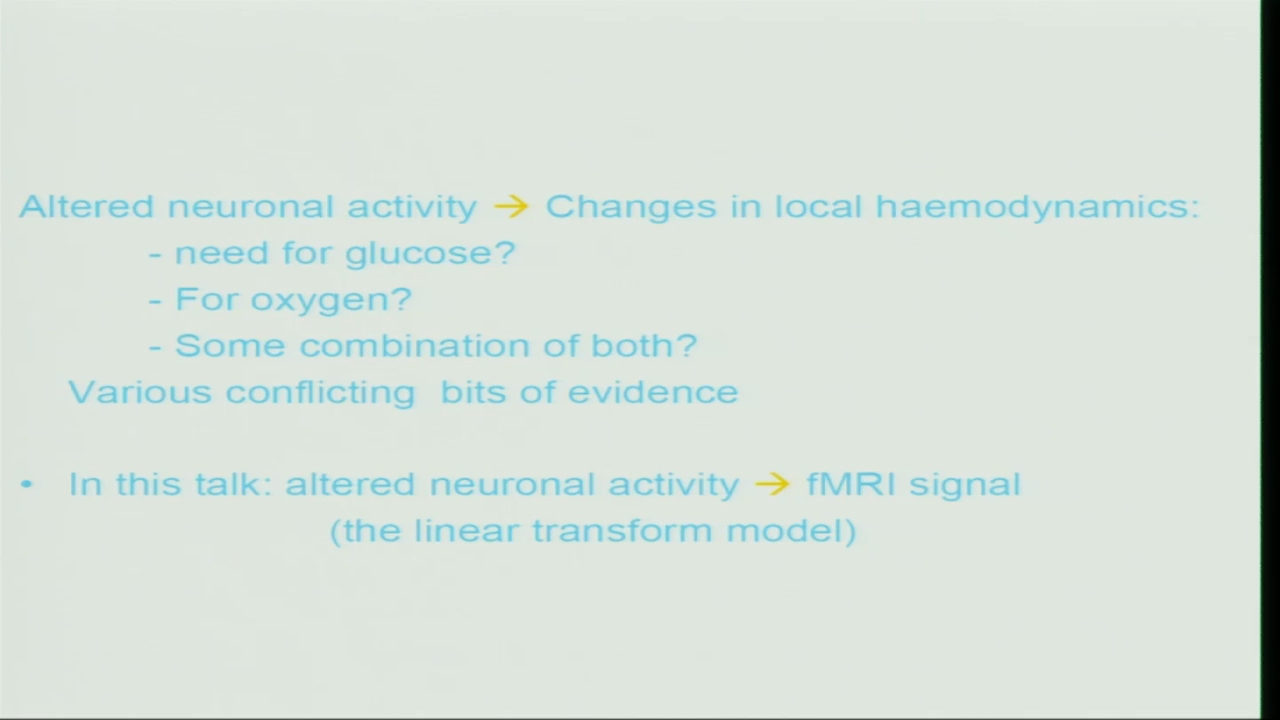 Altered neuronal activity → Changes in local haemodynamics:
- need for glucose?
- For oxygen?
- Some combination of both?
Various conflicting bits of evidence
• In this talk: altered neuronal activity → fMRI signal
(the linear transform model)